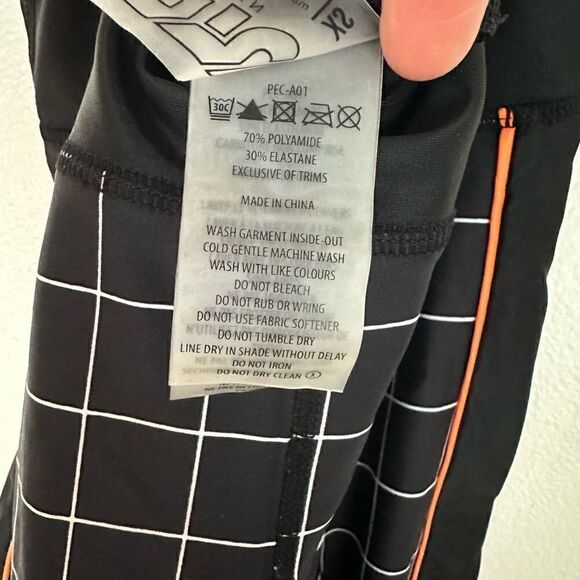 XS
PEC-A01
30C
70% POLYAMIDE
30% ELASTANE
EXCLUSIVE OF TRIMS
MADE IN CHINA
WASH GARMENT INSIDE-OUT
COLD GENTLE MACHINE WASH
WASH WITH LIKE COLOURS
DO NOT BLEACH
DO NOT RUB OR WRING
DO NOT USE FABRIC SOFTENER
DO NOT TUMBLE DRY
LINE DRY IN SHADE WITHOUT DELAY
DO NOT IRON
DO NOT DRY CLEAN Ⓧ